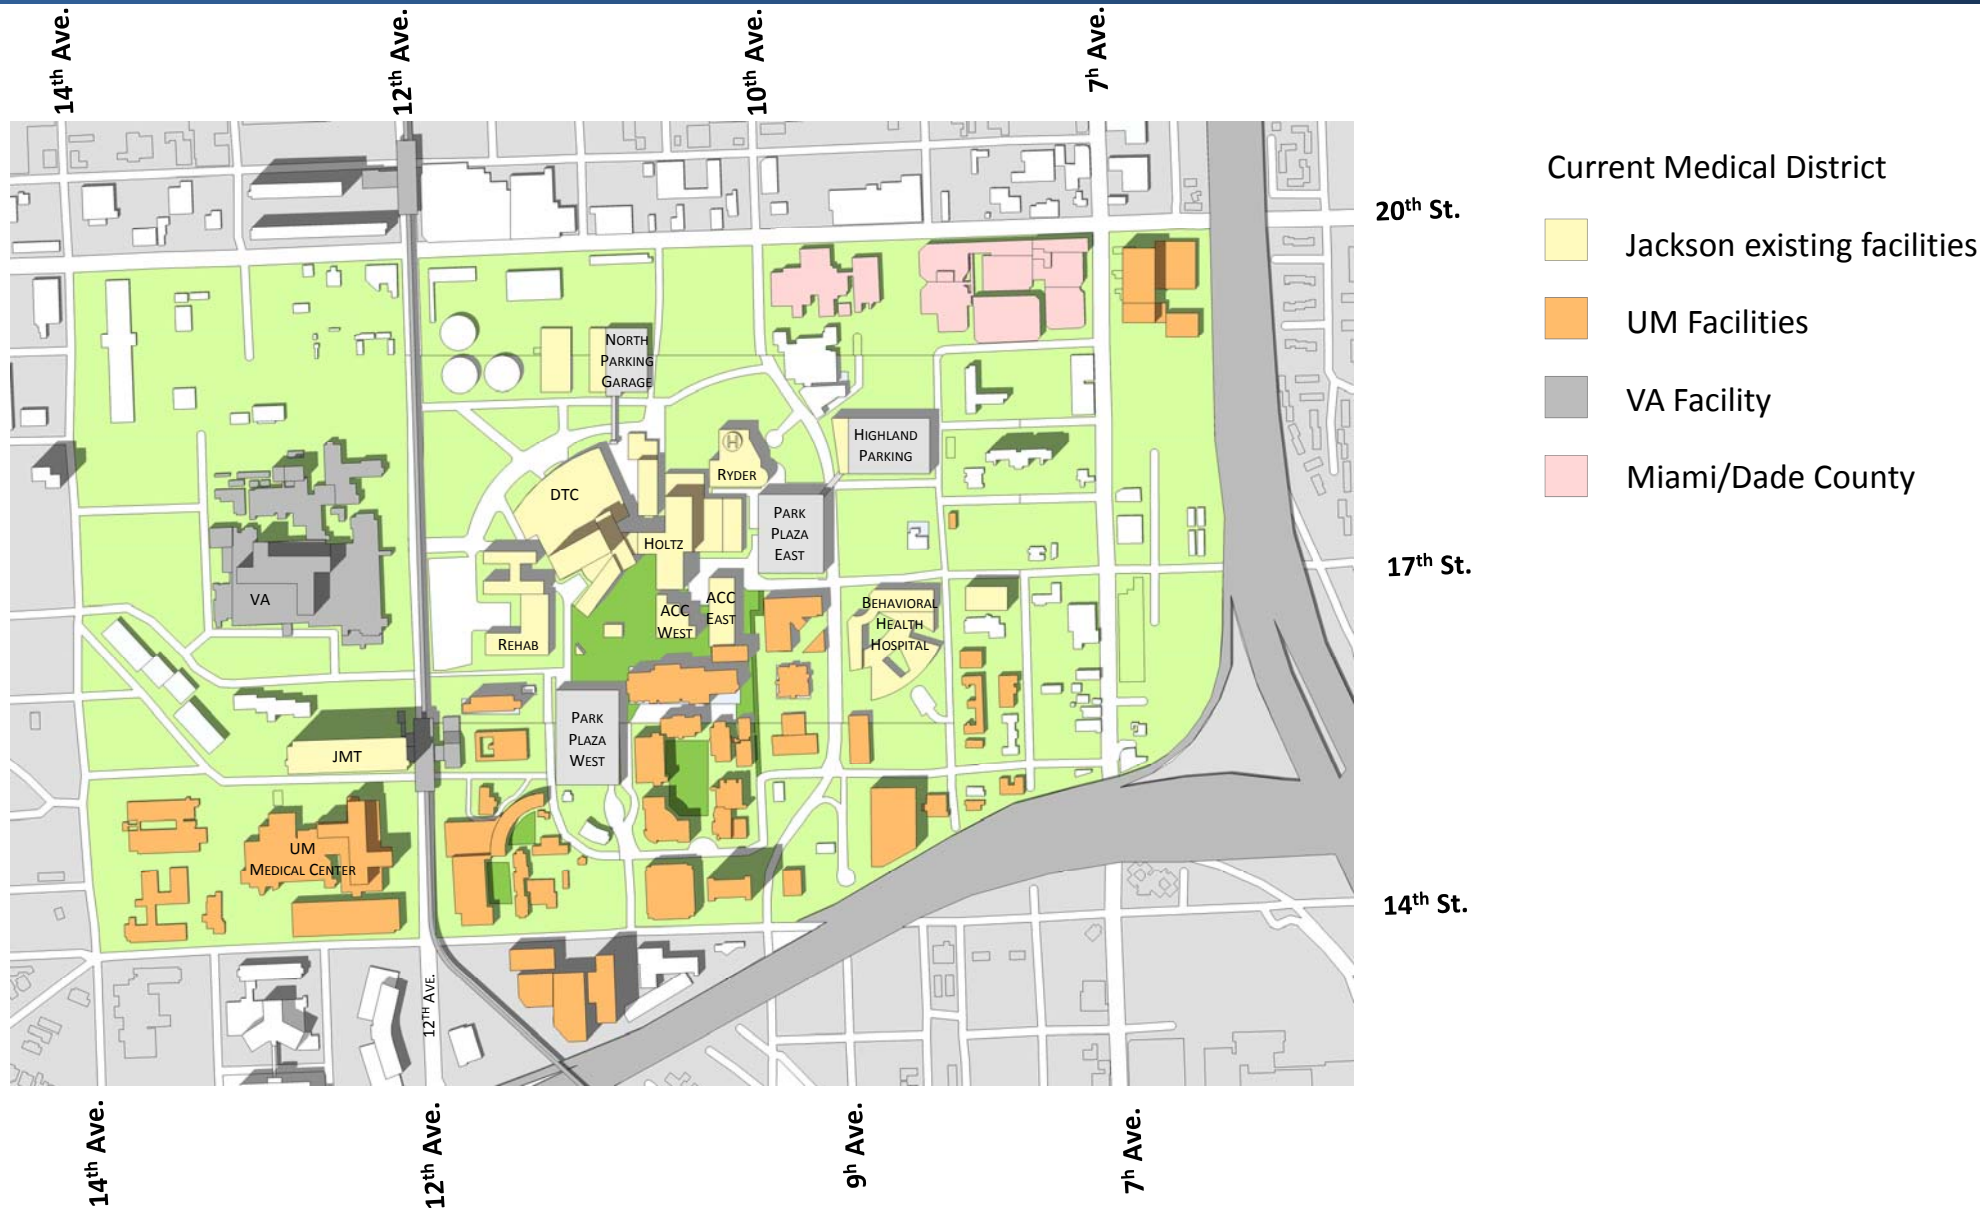 14th Ave.
12th Ave.
10th Ave.
7h Ave.
Current Medical District
20th St.
Jackson existing facilities
UM Facilities
VA Facility
Miami/Dade County
NORTH
PARKING
GARAGE
HIGHLAND
PARKING
RYDER
DTC
PARK
PLAZA
EAST
HOLTZ
17th St.
VA
ACC
WEST
ACC
EAST
BEHAVIORAL
HEALTH
HOSPITAL
REHAB
PARK
PLAZA
WEST
JMT
UM
MEDICAL CENTER
14th St.
12TH AVE.
14th Ave.
12th Ave.
9h Ave.
7h Ave.
H